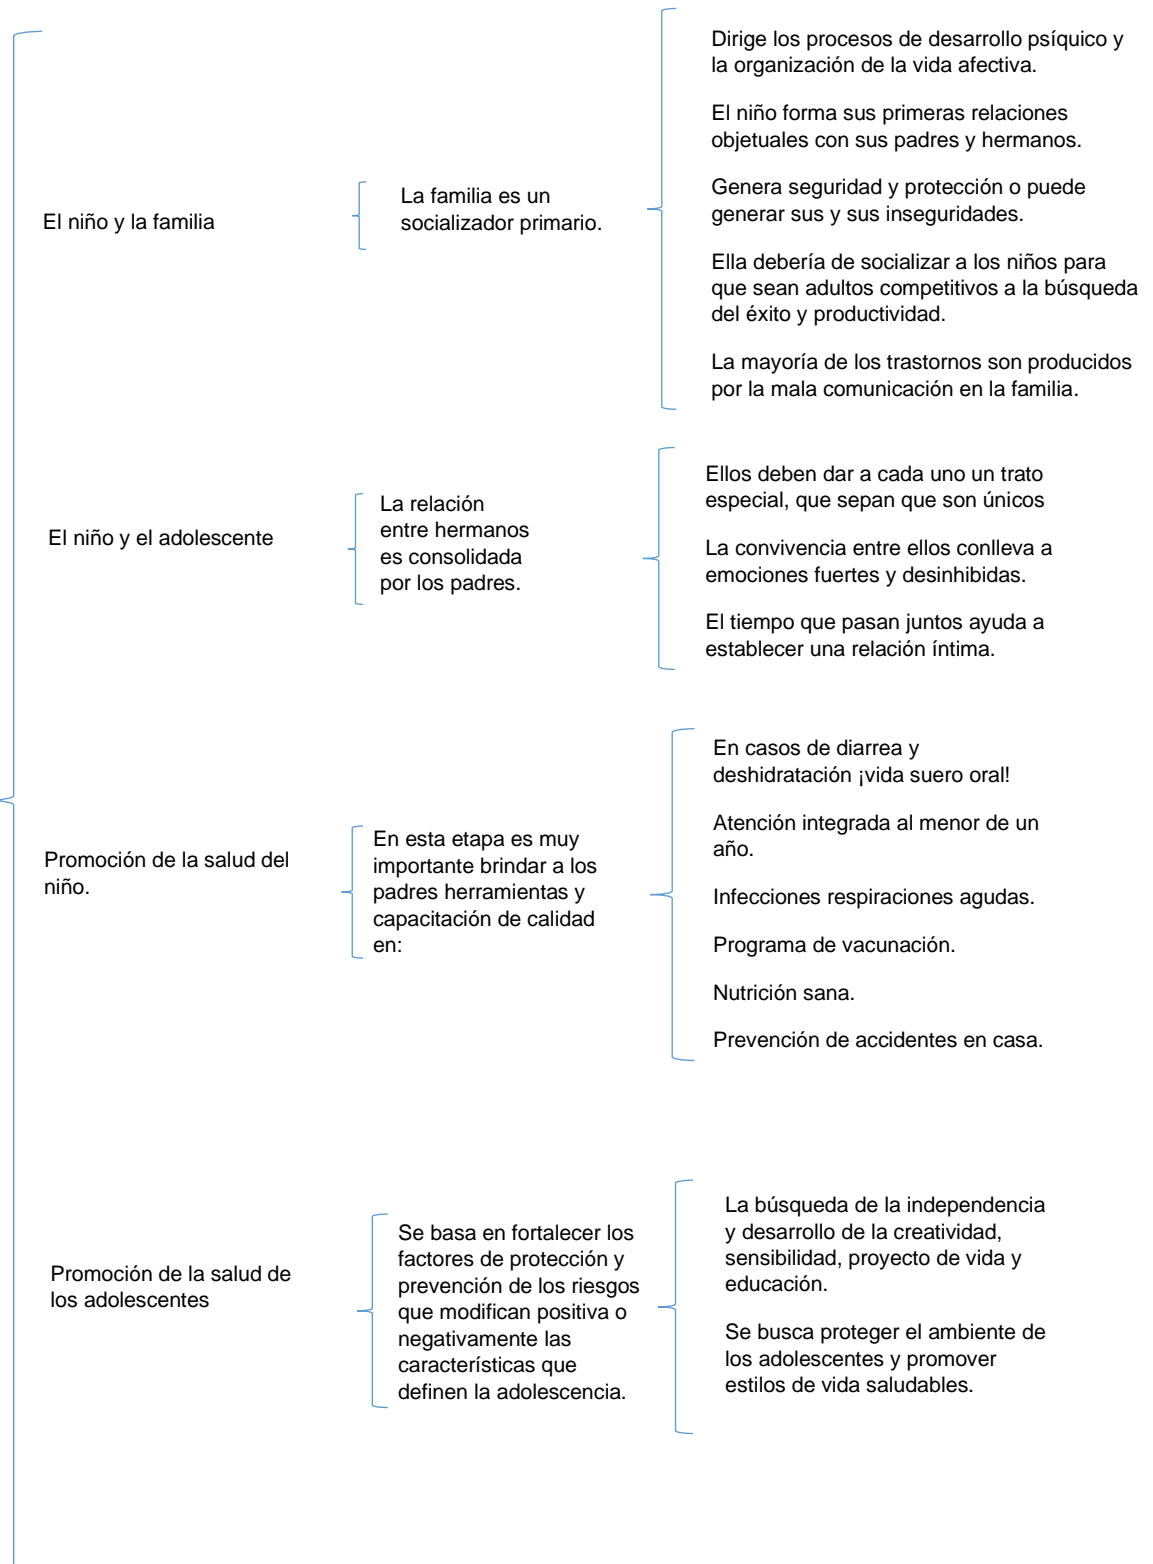 El niño y la familia
La familia es un
socializador primario.
Dirige los procesos de desarrollo psíquico y
la organización de la vida afectiva.
El niño forma sus primeras relaciones
objetuales con sus padres y hermanos.
Genera seguridad y protección o puede
generar sus y sus inseguridades.
Ella debería de socializar a los niños para
que sean adultos competitivos a la búsqueda
del éxito y productividad.
La mayoría de los trastornos son producidos
por la mala comunicación en la familia.
El niño y el adolescente
La relación
entre hermanos
es consolidada
por los padres.
Ellos deben dar a cada uno un trato
especial, que sepan que son únicos
La convivencia entre ellos conlleva a
emociones fuertes y desinhibidas.
El tiempo que pasan juntos ayuda a
establecer una relación íntima.
Promoción de la salud del
niño.
En esta etapa es muy
importante brindar a los
padres herramientas y
capacitación de calidad
en:
En casos de diarrea y
deshidratación ¡vida suero oral!
Atención integrada al menor de un
año.
Infecciones respiraciones agudas.
Programa de vacunación.
Nutrición sana.
Prevención de accidentes en casa.
Promoción de la salud de
los adolescentes
Se basa en fortalecer los
factores de protección y
prevención de los riesgos
que modifican positiva o
negativamente las
características que
definen la adolescencia.
La búsqueda de la independencia
y desarrollo de la creatividad,
sensibilidad, proyecto de vida y
educación.
Se busca proteger el ambiente de
los adolescentes y promover
estilos de vida saludables.